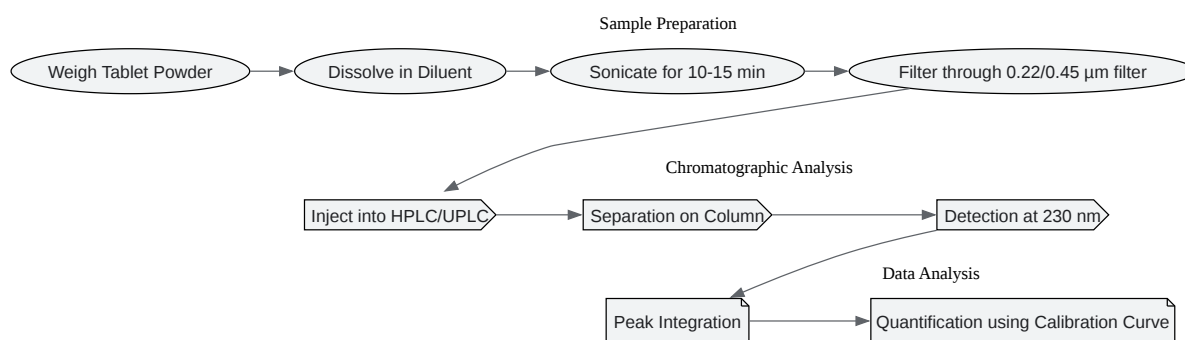 Sample Preparation
Weigh Tablet Powder
Dissolve in Diluent
Sonicate for 10-15 min
Filter through 0.22/0.45 µm filter
Chromatographic Analysis
Inject into HPLC/UPLC
Separation on Column
Detection at 230 nm
Data Analysis
Peak Integration
Quantification using Calibration Curve